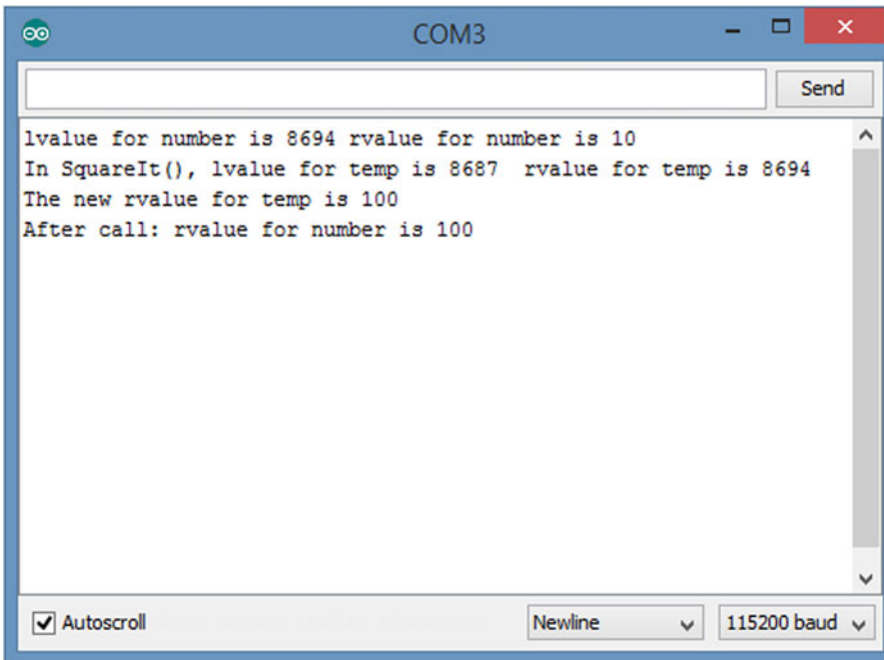 COM3
Send
lvalue for number is 8694 rvalue for number is 10
In SquareIt(), lvalue for temp is 8687  rvalue for temp is 8694
The new rvalue for temp is 100
After call: rvalue for number is 100
Autoscroll
Newline
115200 baud